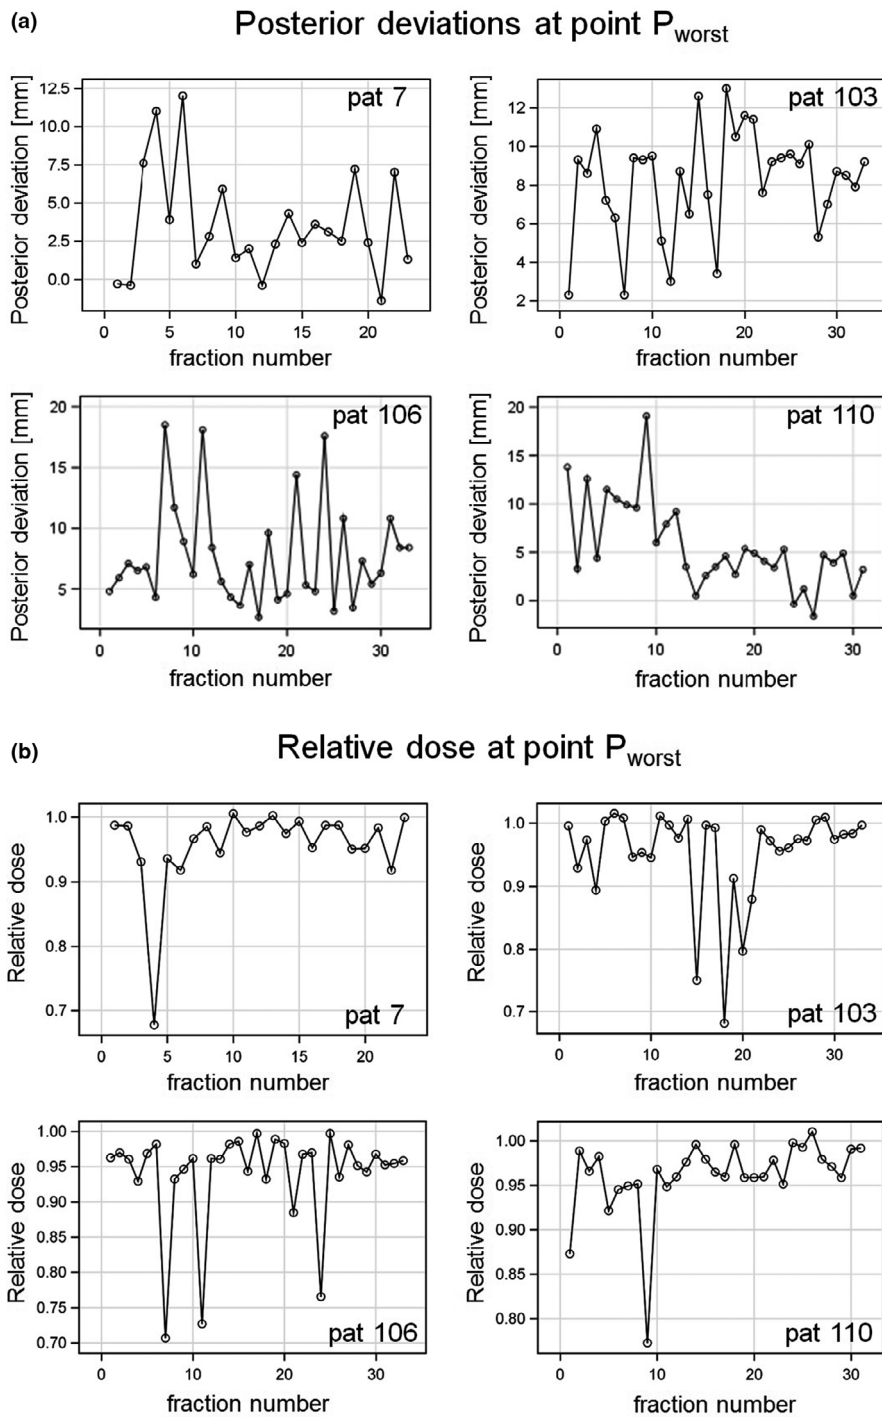 (a)
Posterior deviations at point Pworst
Posterior deviation [mm]
12.5
10.0
7.5
5.0
2.5
0.0
pat 7
0 5 10 15 20
fraction number
Posterior deviation [mm]
12
10
8
6
4
2
pat 103
0 10 20 30
fraction number
Posterior deviation [mm]
20
15
10
5
pat 106
0 10 20 30
fraction number
Posterior deviation [mm]
20
15
10
5
0
pat 110
0 10 20 30
fraction number
(b)
Relative dose at point Pworst
Relative dose
1.0
0.9
0.8
0.7
pat 7
0 5 10 15 20
fraction number
Relative dose
1.0
0.9
0.8
0.7
pat 103
0 10 20 30
fraction number
Relative dose
1.00
0.95
0.90
0.85
0.80
0.75
0.70
pat 106
0 10 20 30
fraction number
Relative dose
1.00
0.95
0.90
0.85
0.80
pat 110
0 10 20 30
fraction number